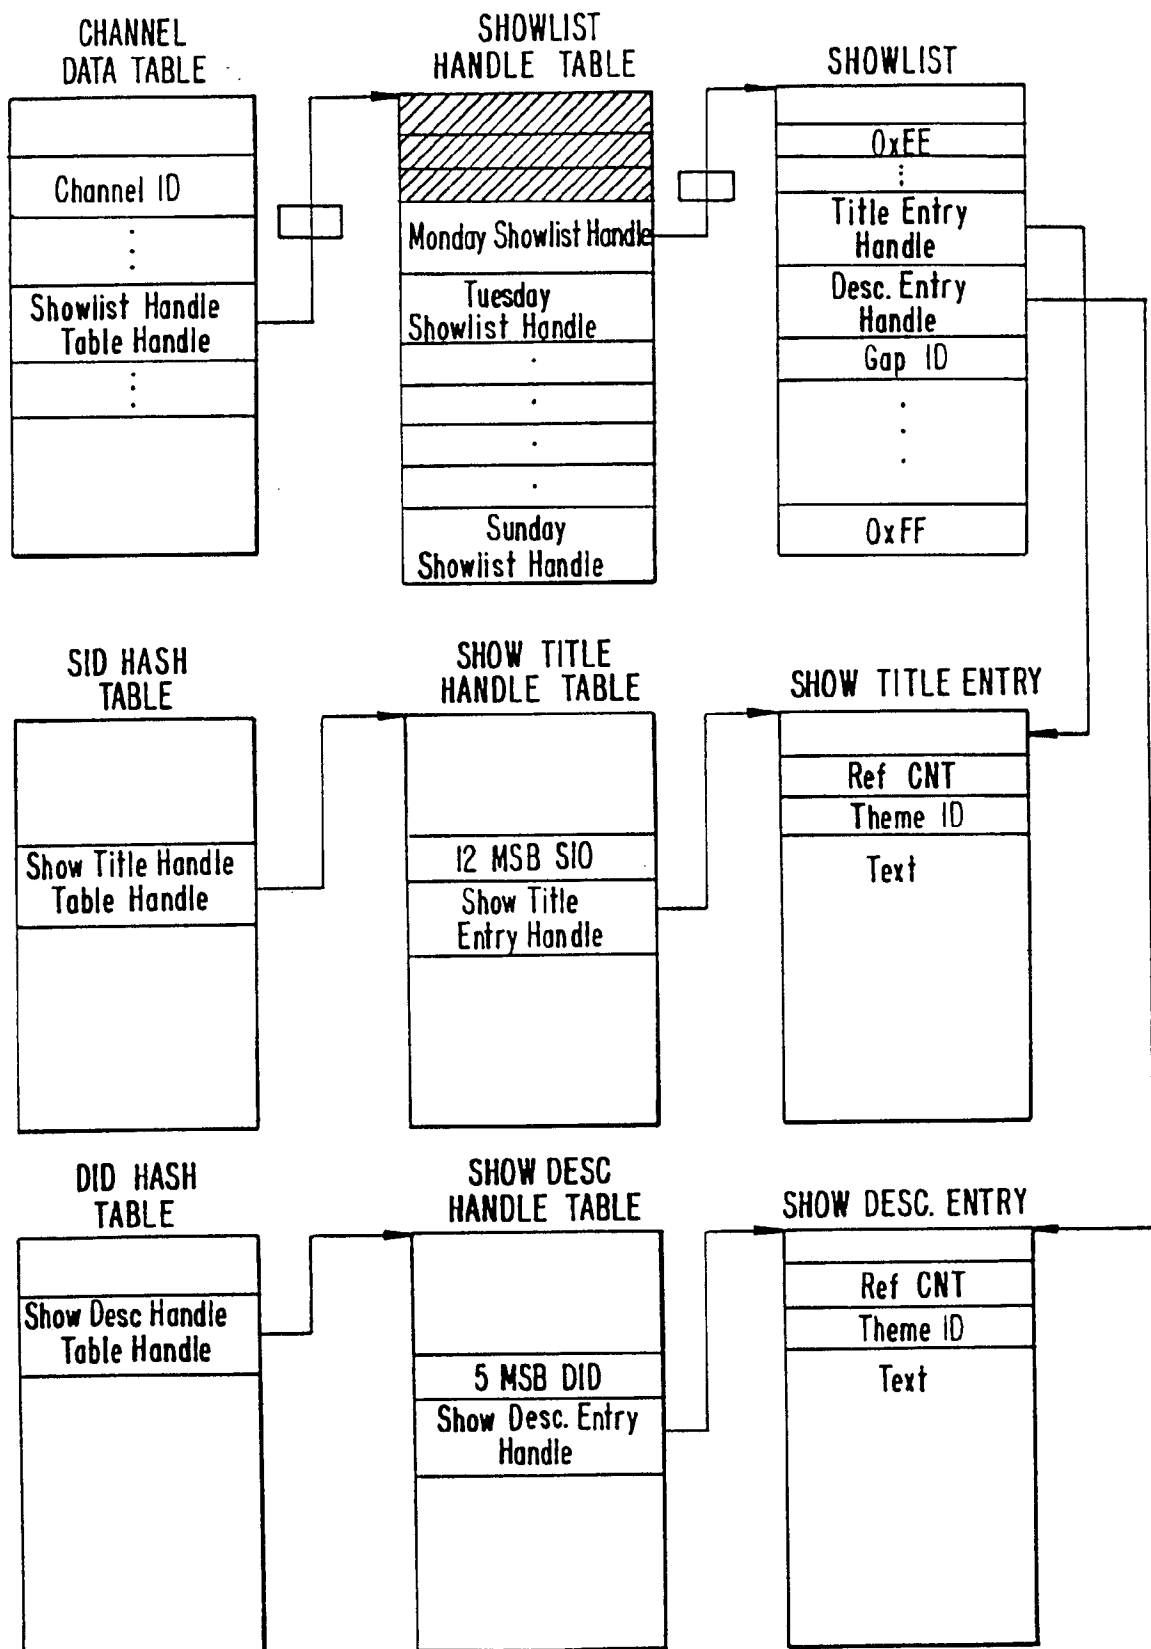 CHANNEL
DATA TABLE
Channel ID
Showlist Handle
Table Handle
SHOWLIST
HANDLE TABLE
Monday Showlist Handle
Tuesday
Showlist Handle
Sunday
Showlist Handle
SHOWLIST
0xEE
Title Entry
Handle
Desc. Entry
Handle
Gap ID
0xFF
SID HASH
TABLE
Show Title Handle
Table Handle
SHOW TITLE
HANDLE TABLE
12 MSB SIO
Show Title
Entry Handle
SHOW TITLE ENTRY
Ref CNT
Theme ID
Text
DID HASH
TABLE
Show Desc Handle
Table Handle
SHOW DESC
HANDLE TABLE
5 MSB DID
Show Desc. Entry
Handle
SHOW DESC. ENTRY
Ref CNT
Theme ID
Text